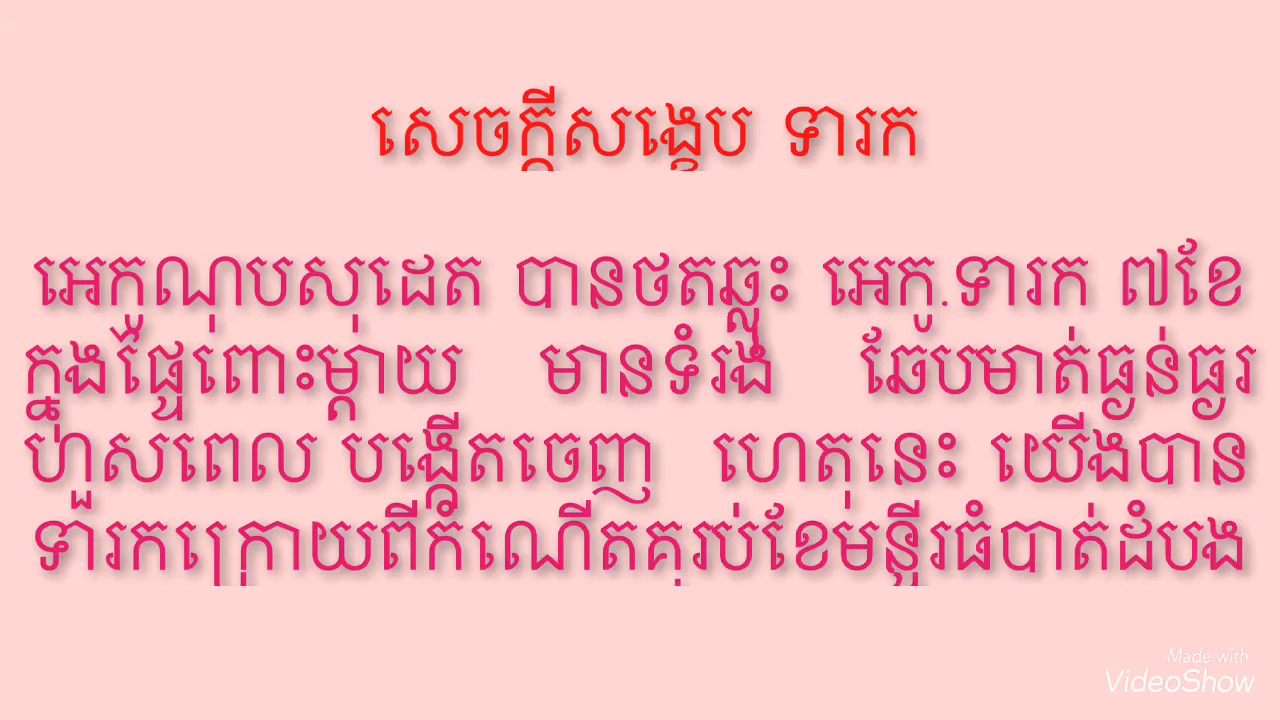 សេចក្ដីសង្ខេប ទារក
អេកូណុបសុដេត បានថតឆ្លុះ អេកូ.ទារក ៧ខែ
ក្នុងផ្ទៃពោះម្ដាយ មានទំរង់ ឆែបមាត់ធ្ងន់ធ្ងរ
ហួសពេល បង្កើតចេញ ហេតុនេះ យើងបាន
ទារកក្រោយពីកំណើតគុរប់ខែមន្ទីរធំបាត់ដំបង
Made with
VideoShow